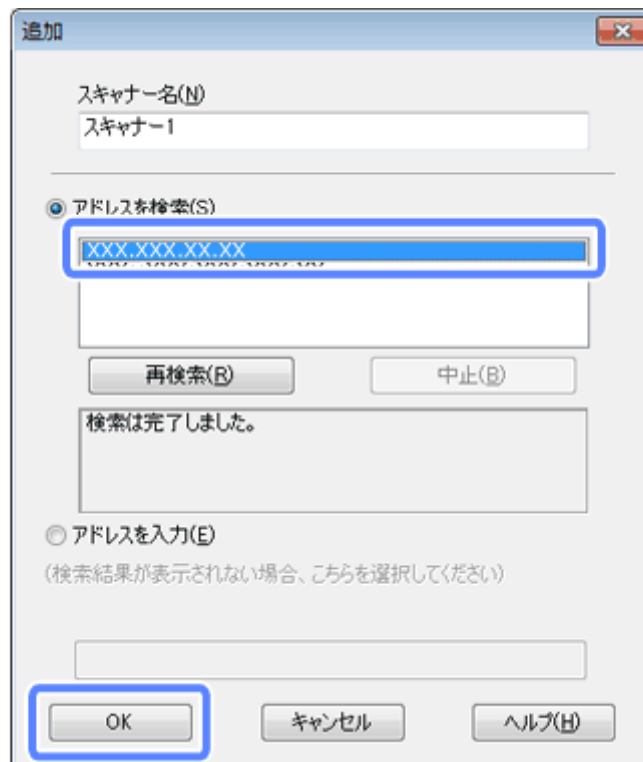 追加
スキャナー名(N)
スキャナー1
アドレスを検索(S)
XXX.XXX.XX.XX
再検索(R)
中止(B)
検索は完了しました。
アドレスを入力(E)
(検索結果が表示されない場合、こちらを選択してください)
OK
キャンセル
ヘルプ(H)